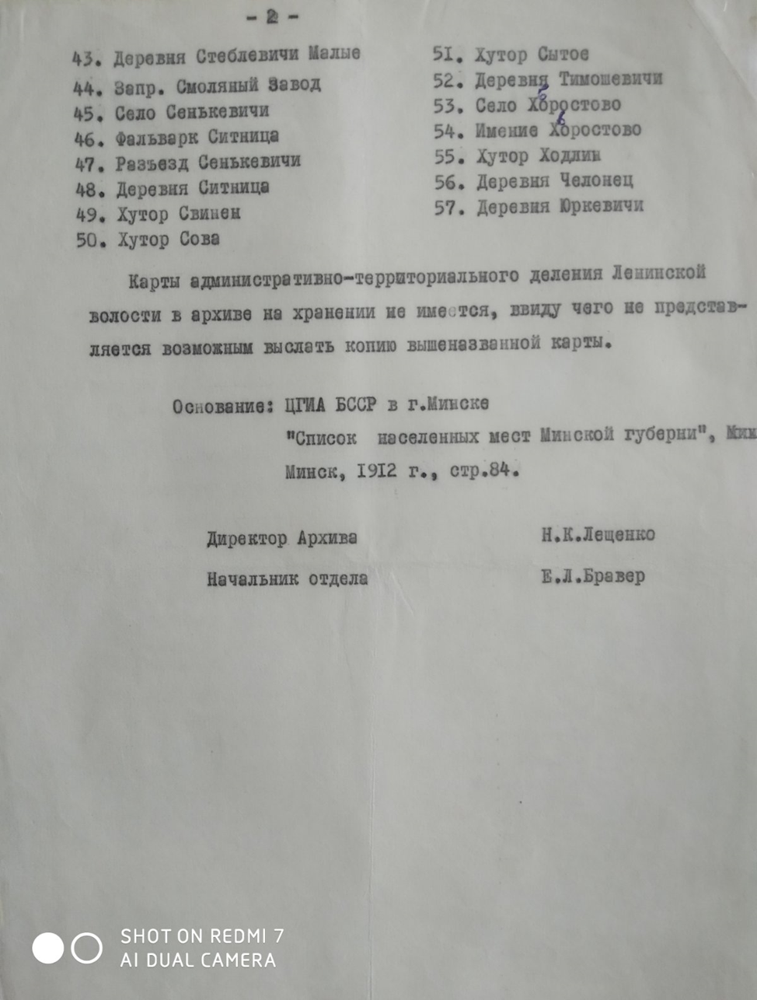 - 2 -
43. Деревня Стеблевичи Малые
44. Запр. Смоляный Завод
45. Село Сенькевичи
46. Фальварк Ситница
47. Разъезд Сенькевичи
48. Деревня Ситница
49. Хутор Свинен
50. Хутор Сова
51. Хутор Сытое
52. Деревня Тимошевичи
53. Село Хоростово
54. Имение Хоростово
55. Хутор Ходлин
56. Деревня Челонец
57. Деревня Юркевичи
Карты административно-территориального деления Ленинской
волости в архиве на хранении не имеется, ввиду чего не представ-
ляется возможным выслать копию вышеназванной карты.
Основание: ЦГИА БССР в г.Минске
"Список населенных мест Минской губерни",
Минск, 1912 г., стр.84.
Директор Архива Н.К.Лещенко
Начальник отдела Е.Л.Бравер
SHOT ON REDMI 7
AI DUAL CAMERA